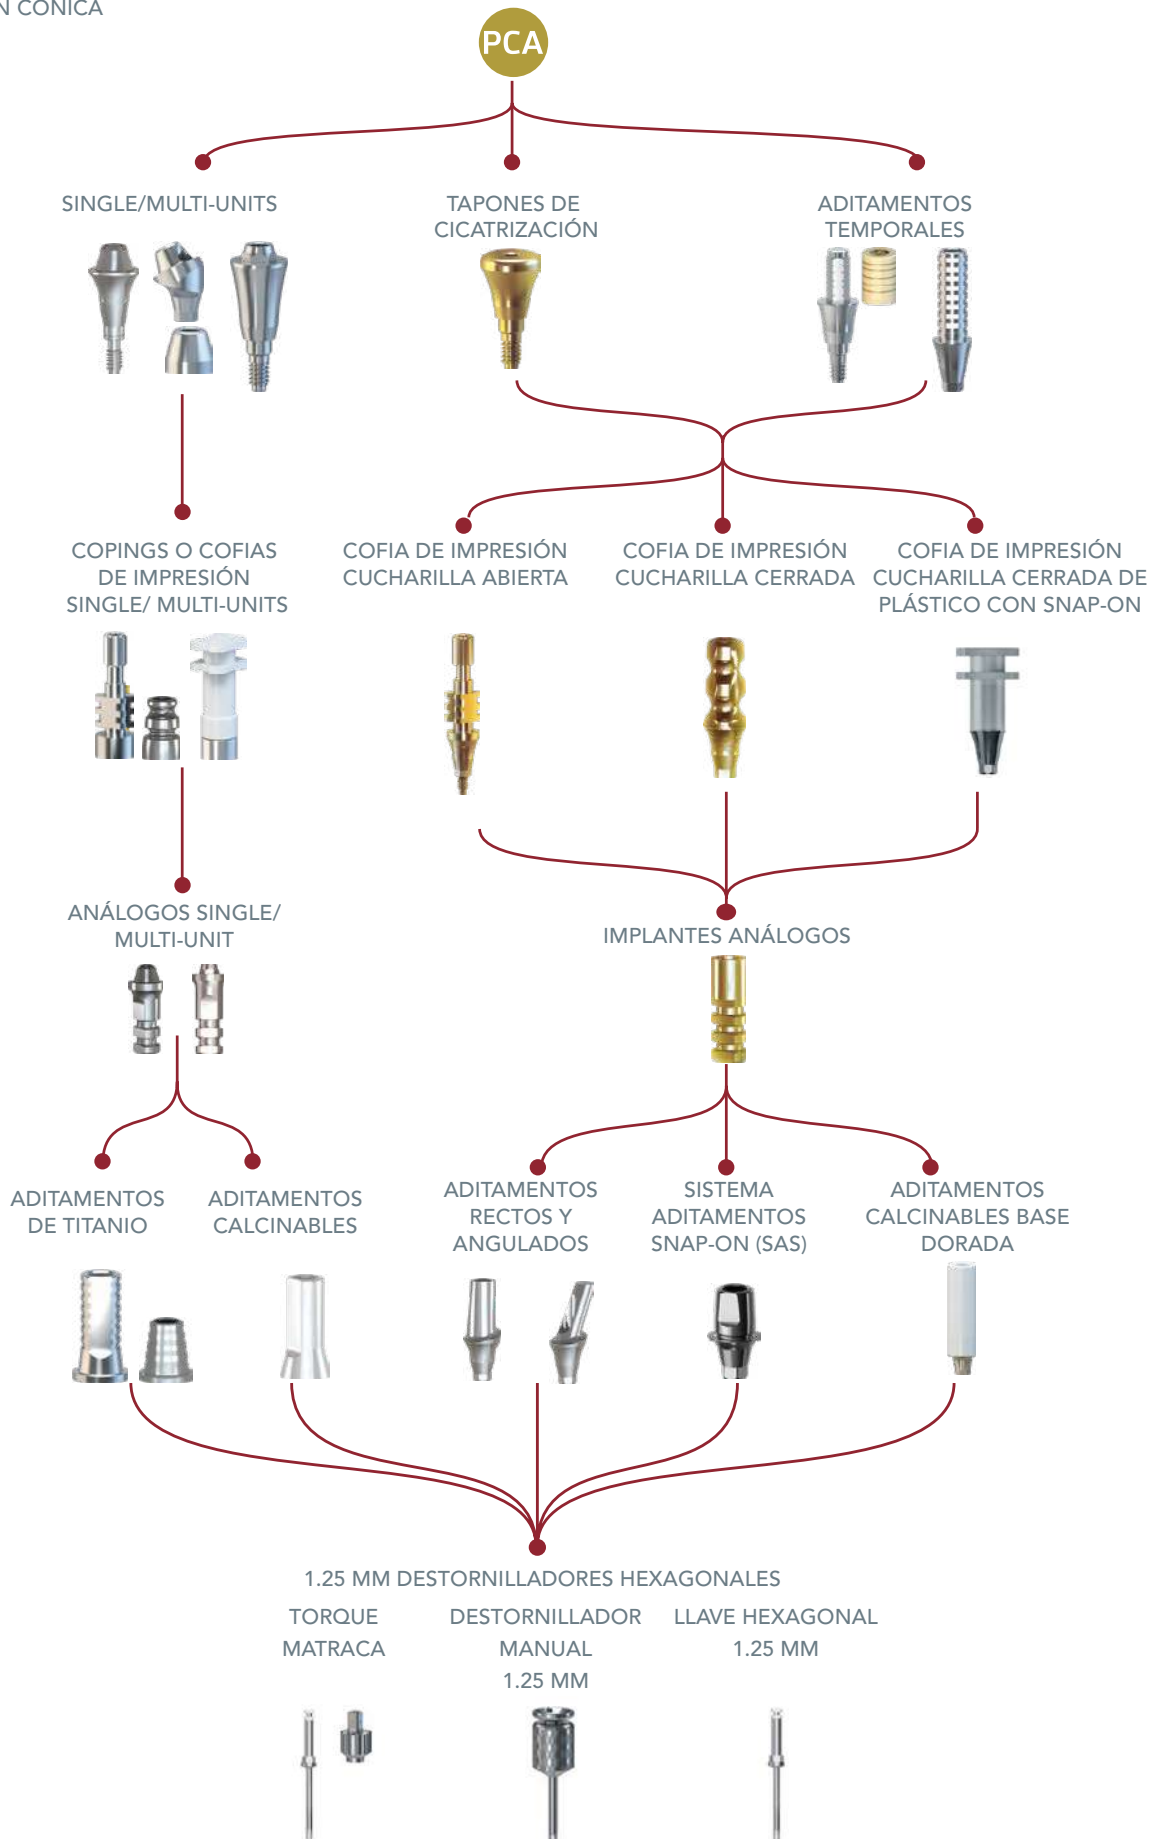 N CÓNICA
PCA
SINGLE/MULTI-UNITS
TAPONES DE
CICATRIZACIÓN
ADITAMENTOS
TEMPORALES
COPINGS O COFIAS
DE IMPRESIÓN
SINGLE/ MULTI-UNITS
COFIA DE IMPRESIÓN
CUCHARILLA ABIERTA
COFIA DE IMPRESIÓN
CUCHARILLA CERRADA
COFIA DE IMPRESIÓN
CUCHARILLA CERRADA DE
PLÁSTICO CON SNAP-ON
ANÁLOGOS SINGLE/
MULTI-UNIT
IMPLANTES ANÁLOGOS
ADITAMENTOS
DE TITANIO
ADITAMENTOS
CALCINABLES
ADITAMENTOS
RECTOS Y
ANGULADOS
SISTEMA
ADITAMENTOS
SNAP-ON (SAS)
ADITAMENTOS
CALCINABLES BASE
DORADA
1.25 MM DESTORNILLADORES HEXAGONALES
TORQUE
MATRACA
DESTORNILLADOR
MANUAL
1.25 MM
LLAVE HEXAGONAL
1.25 MM